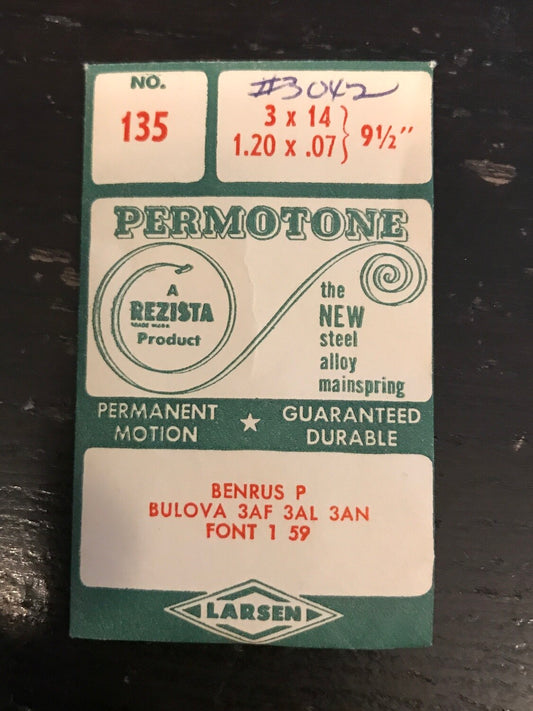 NO.
135
#3042
3 x 14
1.20 x .07
9½"
PERMOTONE
A
REZISTA
TRADE MARK
Product
the
NEW
steel
alloy
mainspring
PERMANENT
MOTION
GUARANTEED
DURABLE
BENRUS P
BULOVA 3AF 3AL 3AN
FONT 1 59
LARSEN